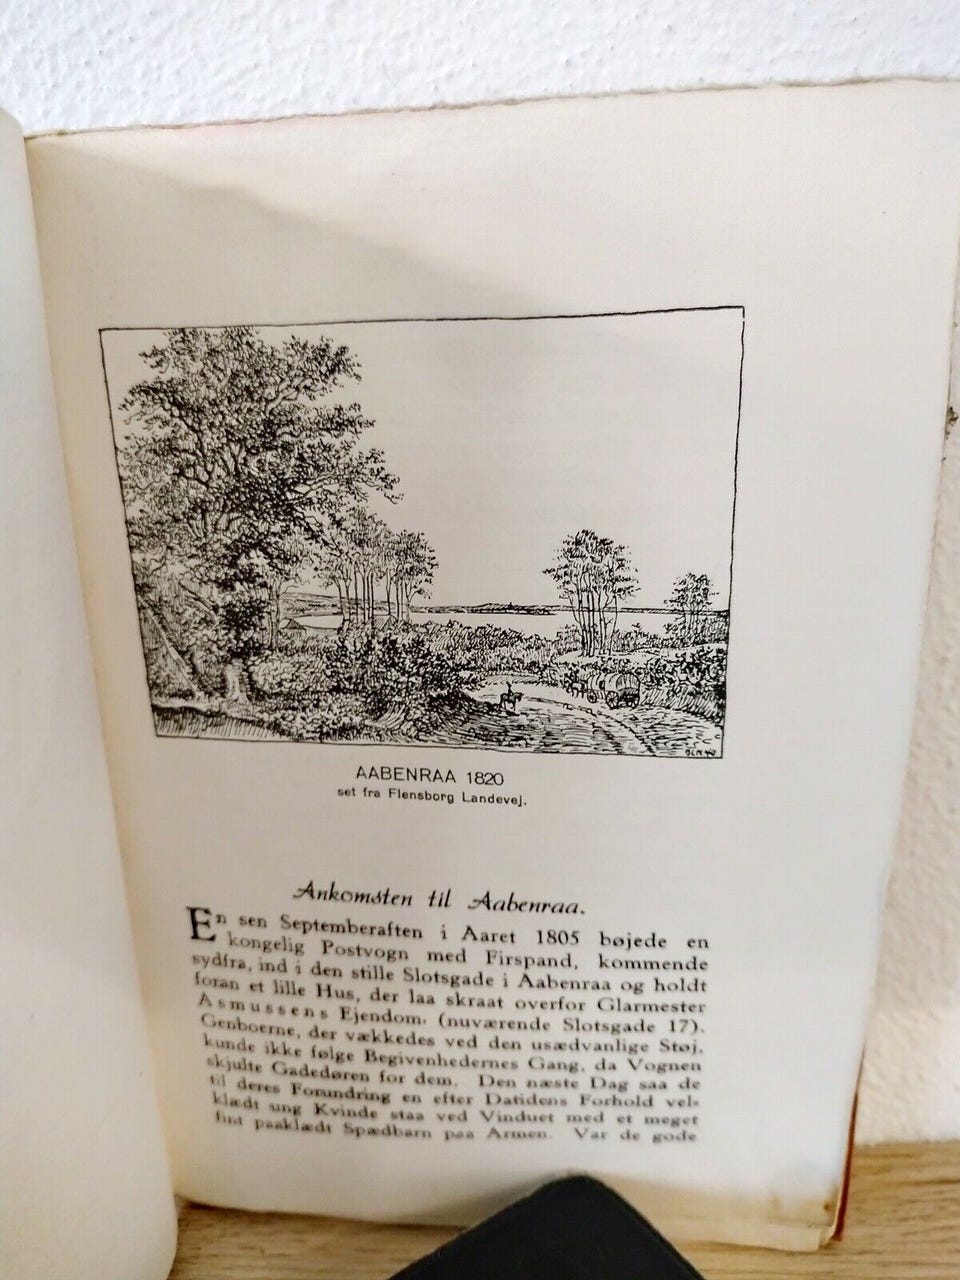 AABENRAA 1820
set fra Flensborg Landevej.
Ankomsten til Aabenraa.
En sen Septemberaften i Aaret 1805 bøjede en
kongelig Postvogn med Firspand, kommende
sydfra, ind i den stille Slotsgade i Aabenraa og holdt
foran et lille Hus, der laa skraat overfor Glarmester
Asmussens Ejendom. (nuværende Slotsgade 17).
Genboerne, der vækkedes ved den usædvanlige Støj,
kunde ikke følge Begivenhedernes Gang, da Vognen
skjulte Gadedøren for dem. Den næste Dag saa de
til deres Forundring en efter Datidens Forhold vel-
klædt ung Kvinde staa ved Vinduet med et meget
fint paaklædt Spædbarn paa Armen. Var de gode